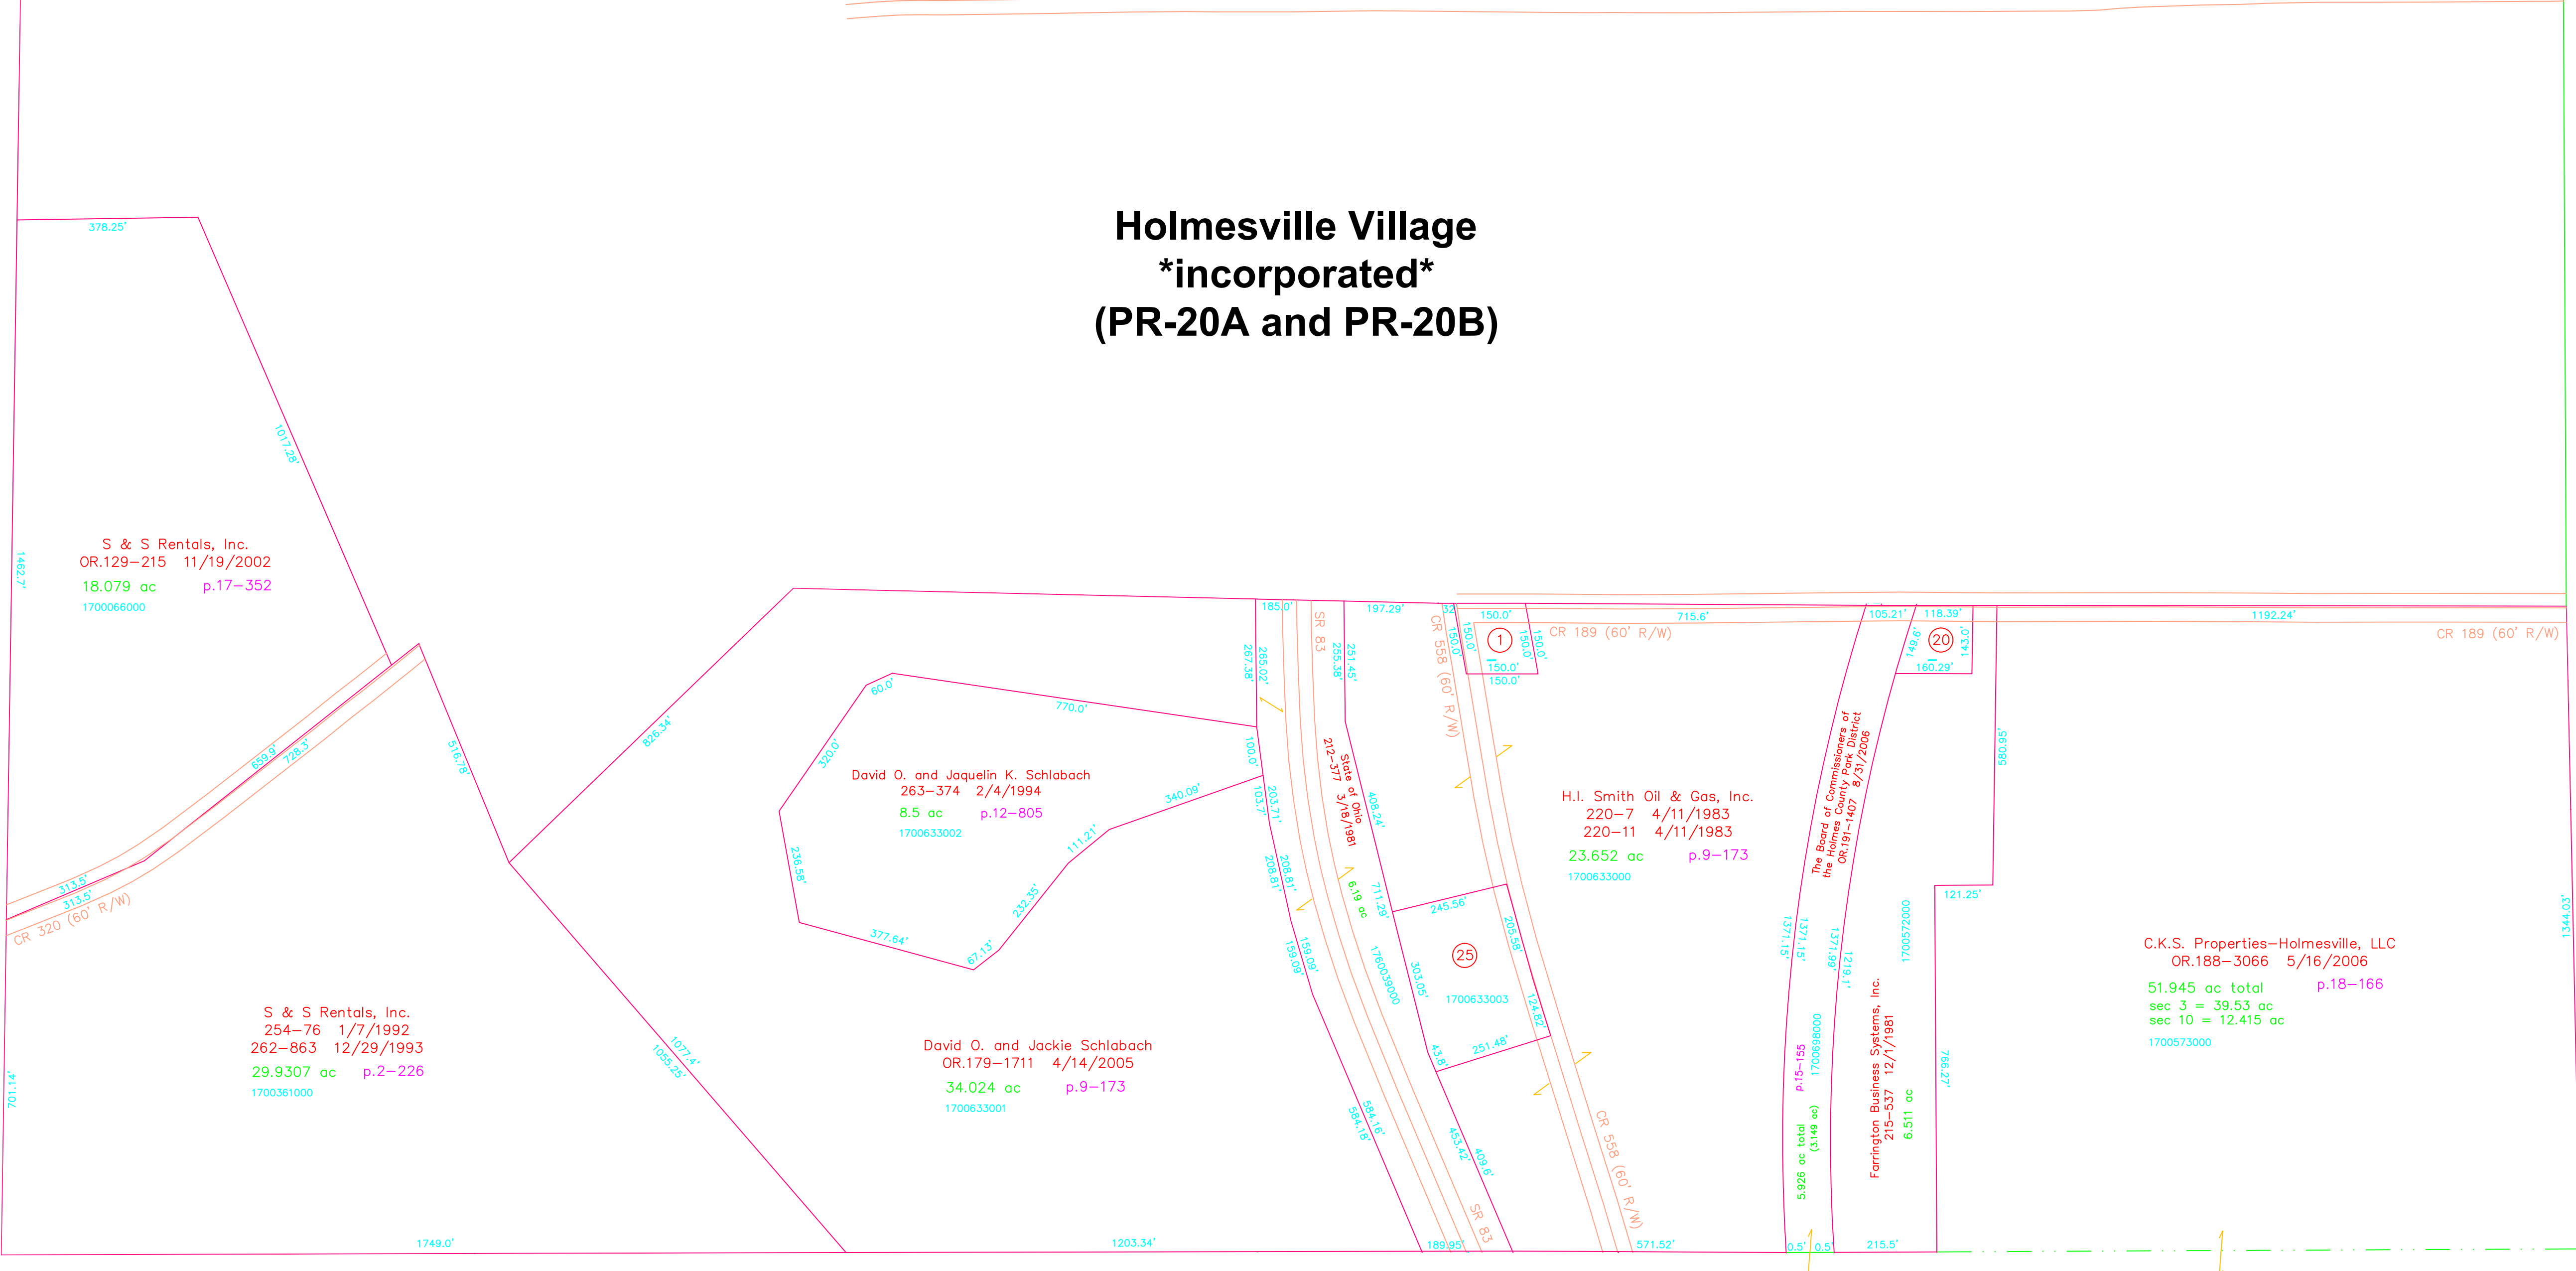 Holmesville Village
*incorporated*
(PR-20A and PR-20B)
378.25'
1017.28'
1462.7'
S & S Rentals, Inc.
OR.129-215 11/19/2002
18.079 ac p.17-352
1700066000
659.9'
728.3'
313.5'
313.5'
CR 320 (60' R/W)
516.78'
S & S Rentals, Inc.
254-76 1/7/1992
262-863 12/29/1993
29.9307 ac p.2-226
1700361000
701.14'
1749.0'
1077.4'
1055.25'
826.34'
60.0'
770.0'
320.0'
David O. and Jaquelin K. Schlabach
263-374 2/4/1994
8.5 ac p.12-805
1700633002
236.58'
377.64'
67.13'
232.35'
111.21'
340.09'
100.0'
103.7'
David O. and Jackie Schlabach
OR.179-1711 4/14/2005
34.024 ac p.9-173
1700633001
1203.34'
185.0'
265.02'
267.38'
203.71'
208.81'
208.81'
159.09'
159.09'
584.16'
584.18'
189.95'
SR 83
SR 83
197.29'
251.45'
255.38'
State of Ohio
212-377 3/18/1981
6.19 ac
1760039000
408.24'
711.29'
303.05'
43.8'
453.42'
409.6'
245.56'
205.58'
25
1700633003
124.82'
251.48'
32
CR 558 (60' R/W)
CR 558 (60' R/W)
150.0'
150.0'
150.0'
1
150.0'
150.0'
150.0'
150.0'
715.6'
CR 189 (60' R/W)
H.I. Smith Oil & Gas, Inc.
220-7 4/11/1983
220-11 4/11/1983
23.652 ac p.9-173
1700633000
571.52'
105.21'
118.39'
149.6'
20
143.0'
160.29'
The Board of Commissioners of
the Holmes County Park District
OR.191-1407 8/31/2006
1371.15'
1371.15'
1371.99'
1219.1'
p.15-155
1700698000
5.926 ac total
(3.149 ac)
0.5'
0.5'
1700572000
Farrington Business Systems, Inc.
215-537 12/1/1981
6.511 ac
215.5'
580.95'
121.25'
766.27'
1192.24'
CR 189 (60' R/W)
1344.03'
C.K.S. Properties-Holmesville, LLC
OR.188-3066 5/16/2006
51.945 ac total p.18-166
sec 3 = 39.53 ac
sec 10 = 12.415 ac
1700573000